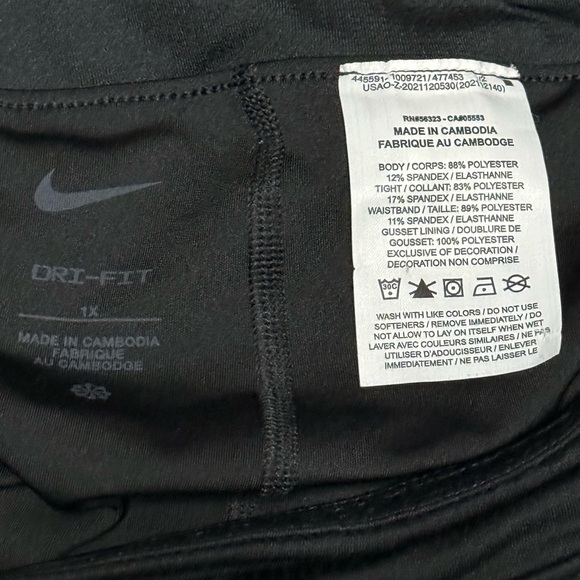 DRI-FIT
1X
MADE IN CAMBODIA
FABRIQUE
AU CAMBODGE
445591- 1009721/477453
USAO-Z-2021120530(202112140)
RN#56323 - CA#05553
MADE IN CAMBODIA
FABRIQUE AU CAMBODGE
BODY / CORPS: 88% POLYESTER
12% SPANDEX / ELASTHANNE
TIGHT / COLLANT: 83% POLYESTER
17% SPANDEX / ELASTHANNE
WAISTBAND / TAILLE: 89% POLYESTER
11% SPANDEX / ELASTHANNE
GUSSET LINING / DOUBLURE DE
GOUSSET: 100% POLYESTER
EXCLUSIVE OF DECORATION /
DECORATION NON COMPRISE
30C
WASH WITH LIKE COLORS / DO NOT USE
SOFTENERS / REMOVE IMMEDIATELY / DO
NOT ALLOW TO LAY ON ITSELF WHEN WET
LAVER AVEC COULEURS SIMILAIRES / NE PAS
UTILISER D'ADOUCISSEUR / ENLEVER
IMMÉDIATEMENT / NE PAS LAISSER LE